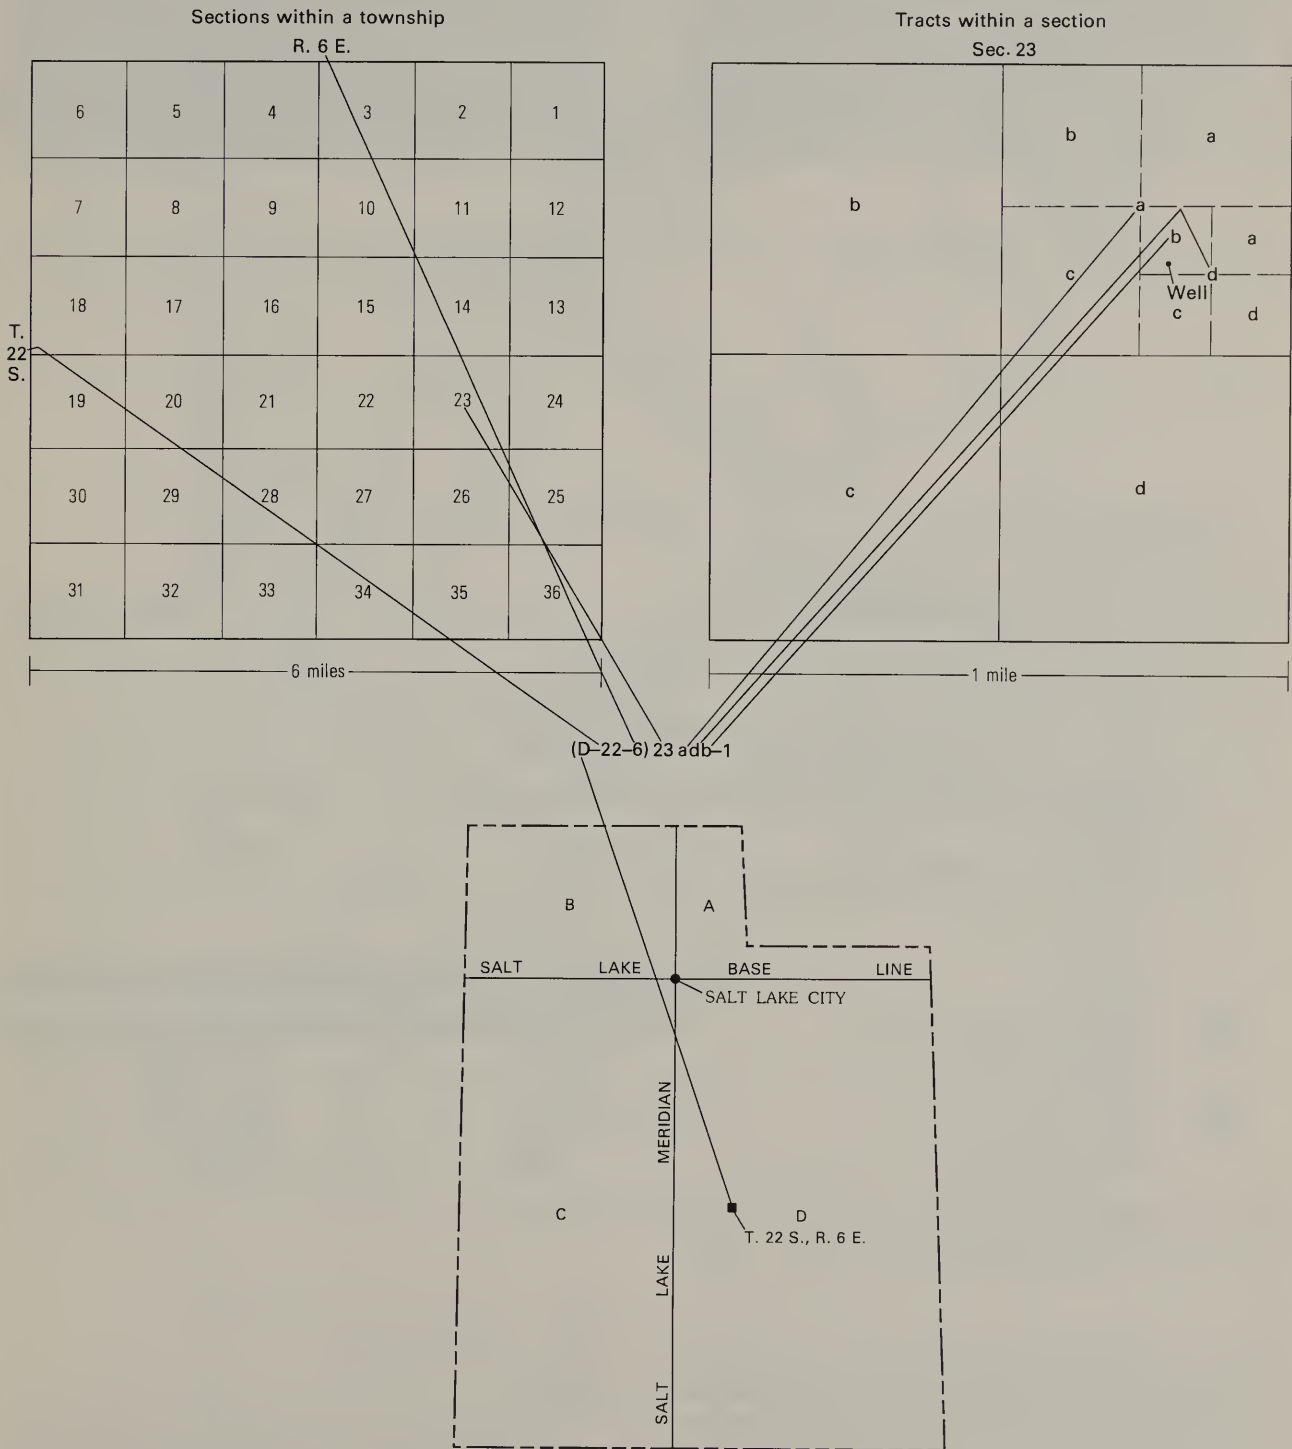 Sections within a township
R. 6 E.
6 5 4 3 2 1
7 8 9 10 11 12
18 17 16 15 14 13
T.
22
S.
19 20 21 22 23 24
30 29 28 27 26 25
31 32 33 34 35 36
6 miles
Tracts within a section
Sec. 23
b a
b a
b a
c d
Well
c d
c d
1 mile
(D–22–6) 23 adb–1
B A
SALT LAKE BASE LINE
SALT LAKE CITY
MERIDIAN
C D
T. 22 S., R. 6 E.
LAKE
SALT